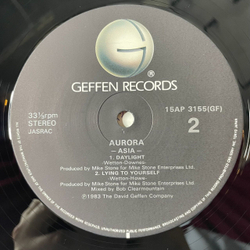 GEFFEN RECORDS
®
33⅓rpm
STEREO
JASRAC
15AP 3155(GF)
2
AURORA
—ASIA—
1. DAYLIGHT
-Wetton-Downes-
Produced by Mike Stone for Mike Stone Enterprises Ltd.
2. LYING TO YOURSELF
-Wetton-Howe-
Produced by Mike Stone for Mike Stone Enterprises Ltd.
Mixed by Bob Clearmountain
℗1983 The David Geffen Company